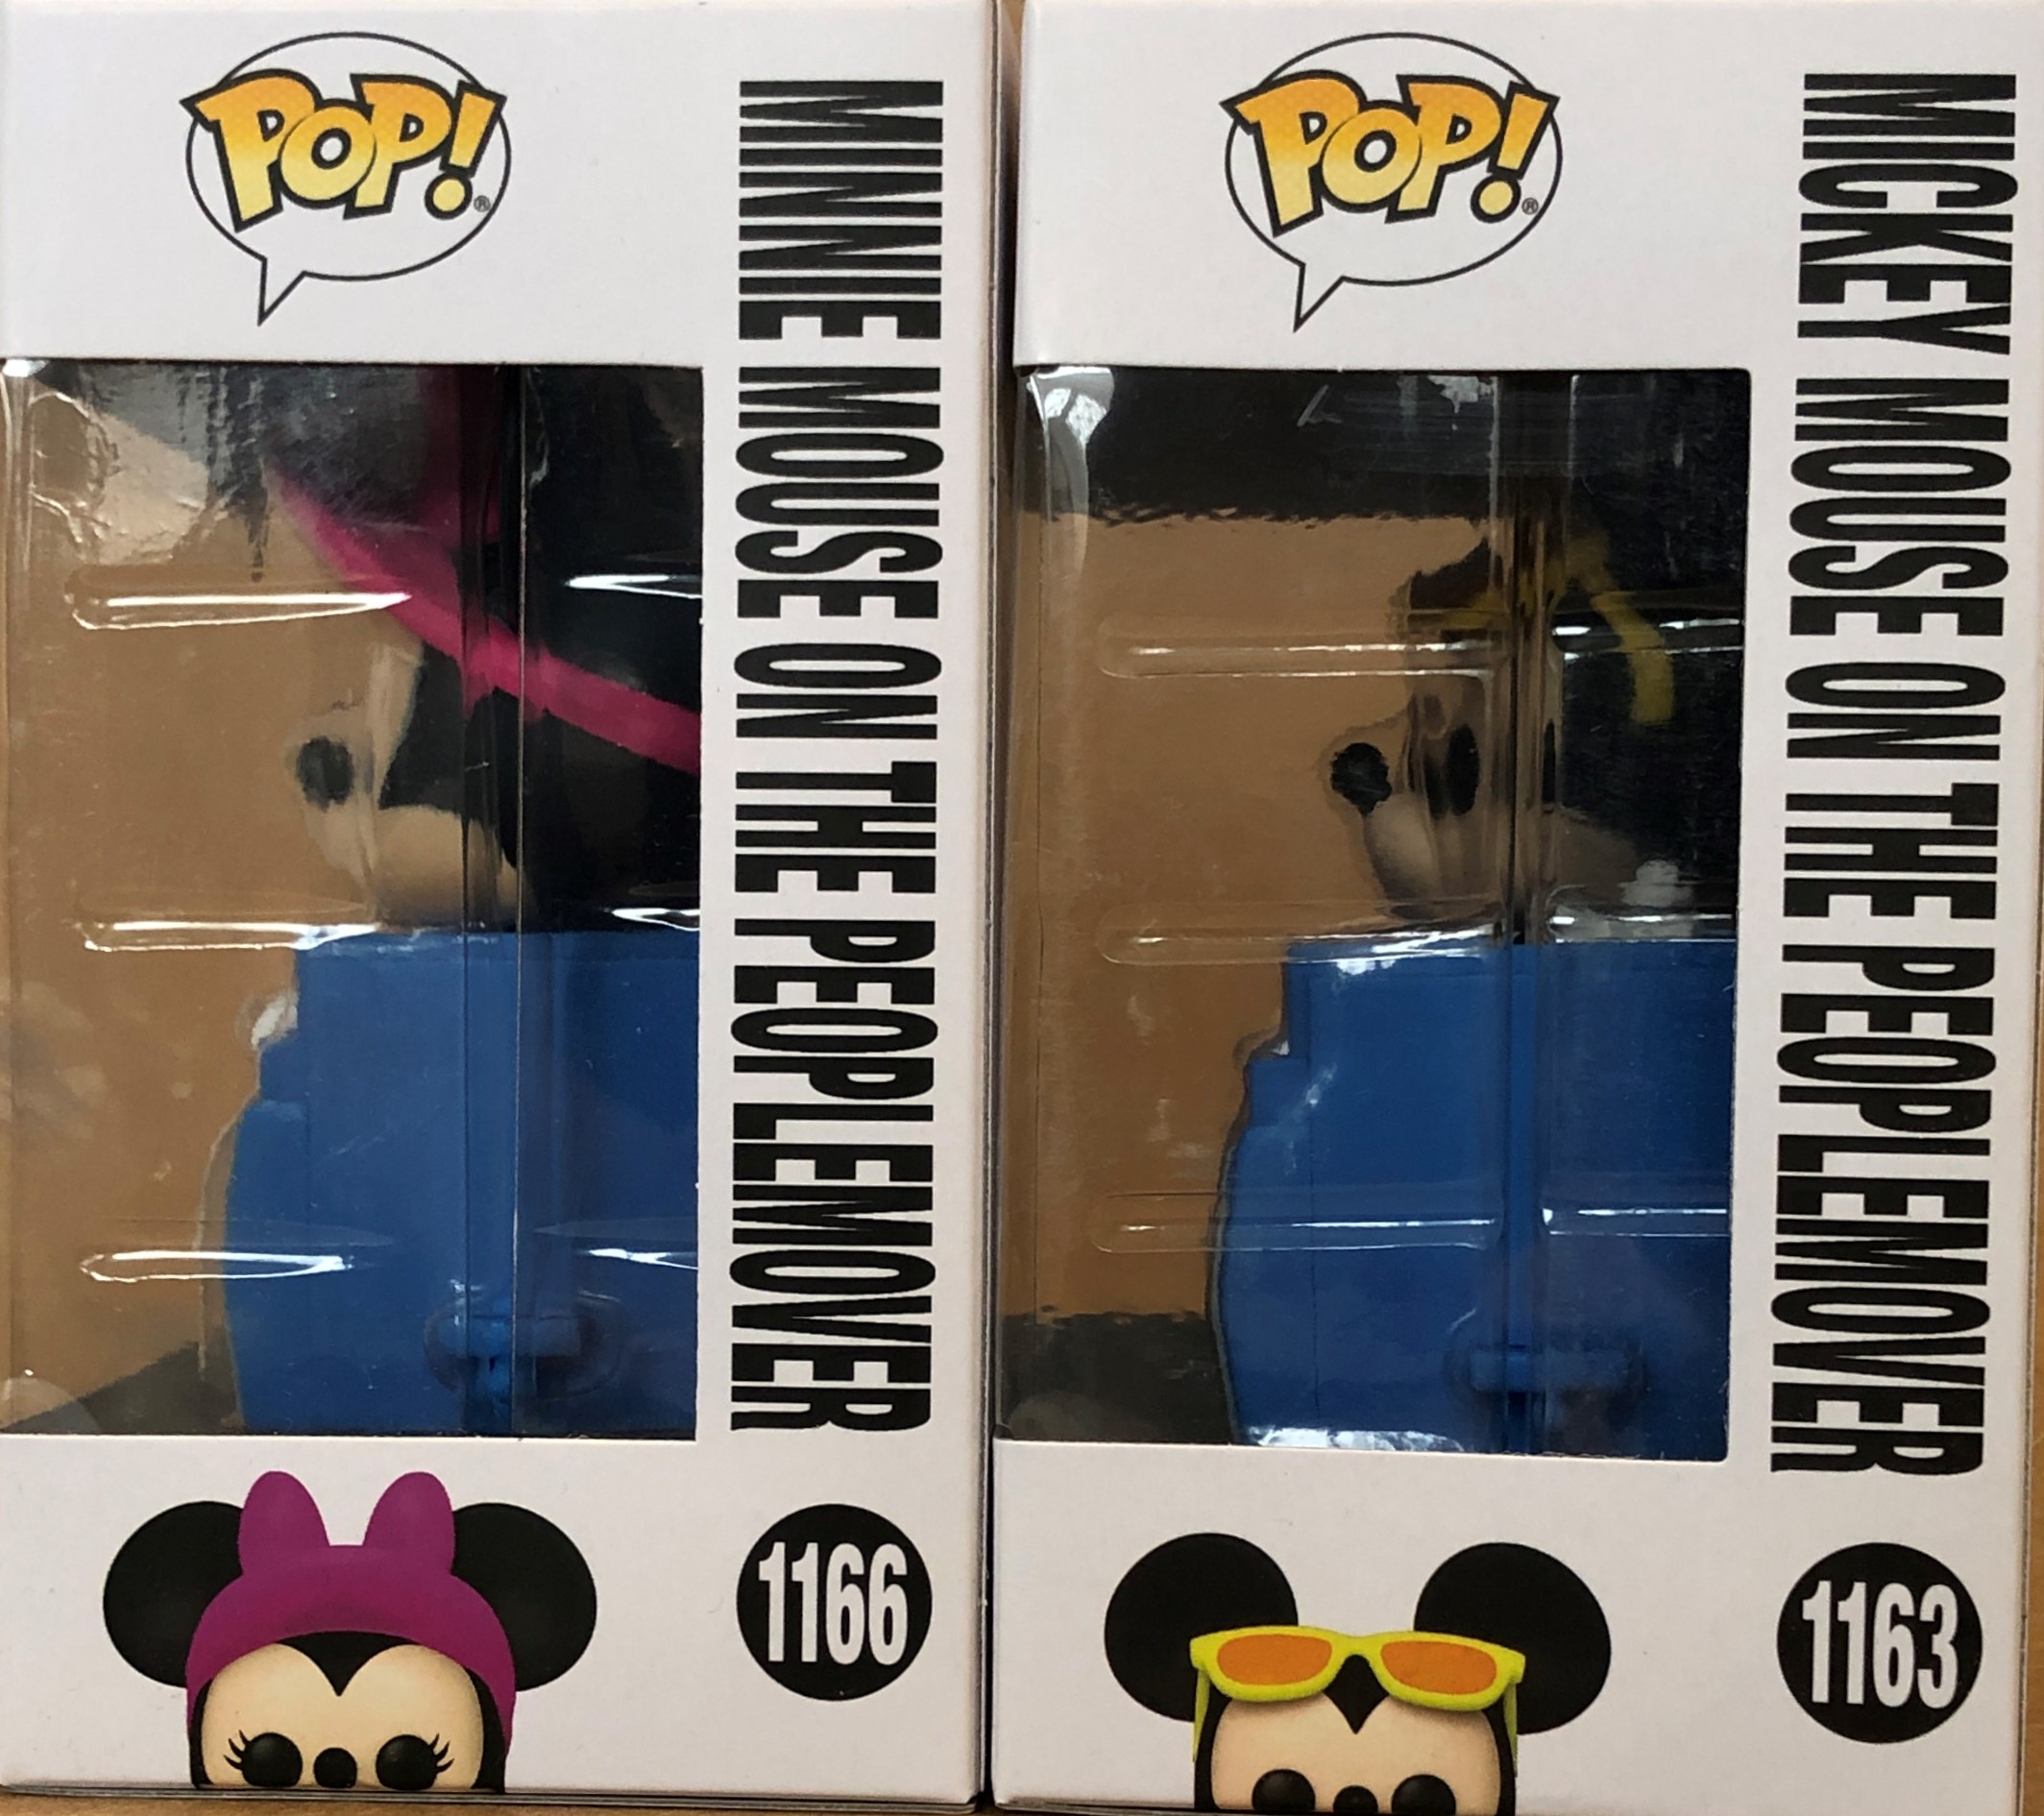 POP!®
MINNIE MOUSE ON THE PEOPLEMOVER
1166
POP!®
MICKEY MOUSE ON THE PEOPLEMOVER
1163